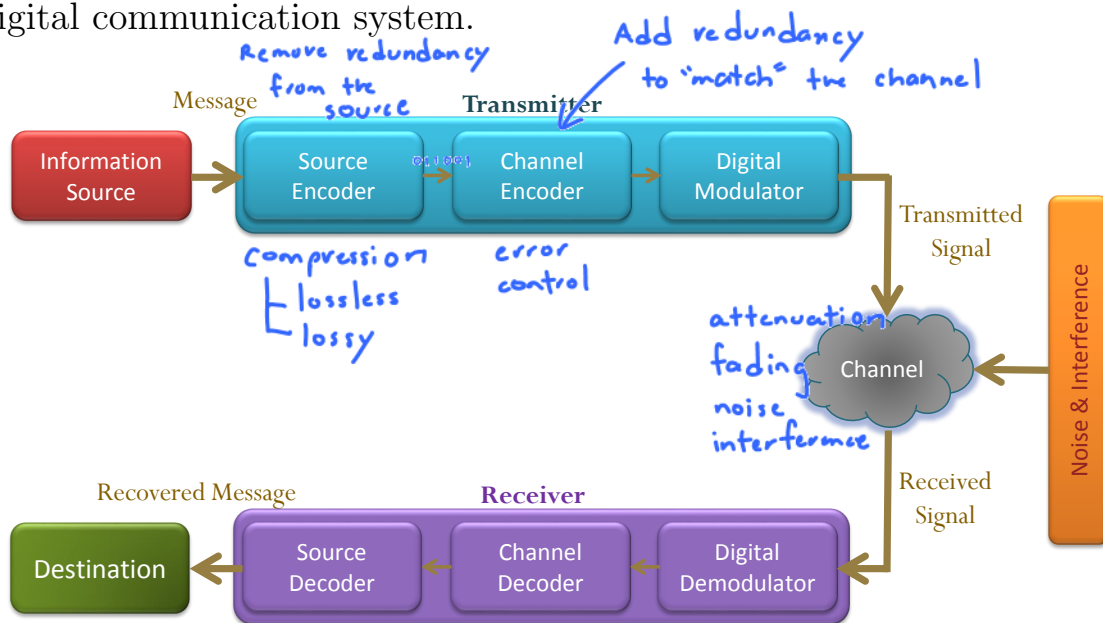 igital communication system.
Remove redundancy
from the
source
Add redundancy
to "match" the channel
Message
Transmitter
Information
Source
Source
Encoder
011001
Channel
Encoder
Digital
Modulator
Transmitted
Signal
compression
lossless
lossy
error
control
attenuation
fading
noise
interference
Channel
Noise & Interference
Received
Signal
Recovered Message
Receiver
Destination
Source
Decoder
Channel
Decoder
Digital
Demodulator